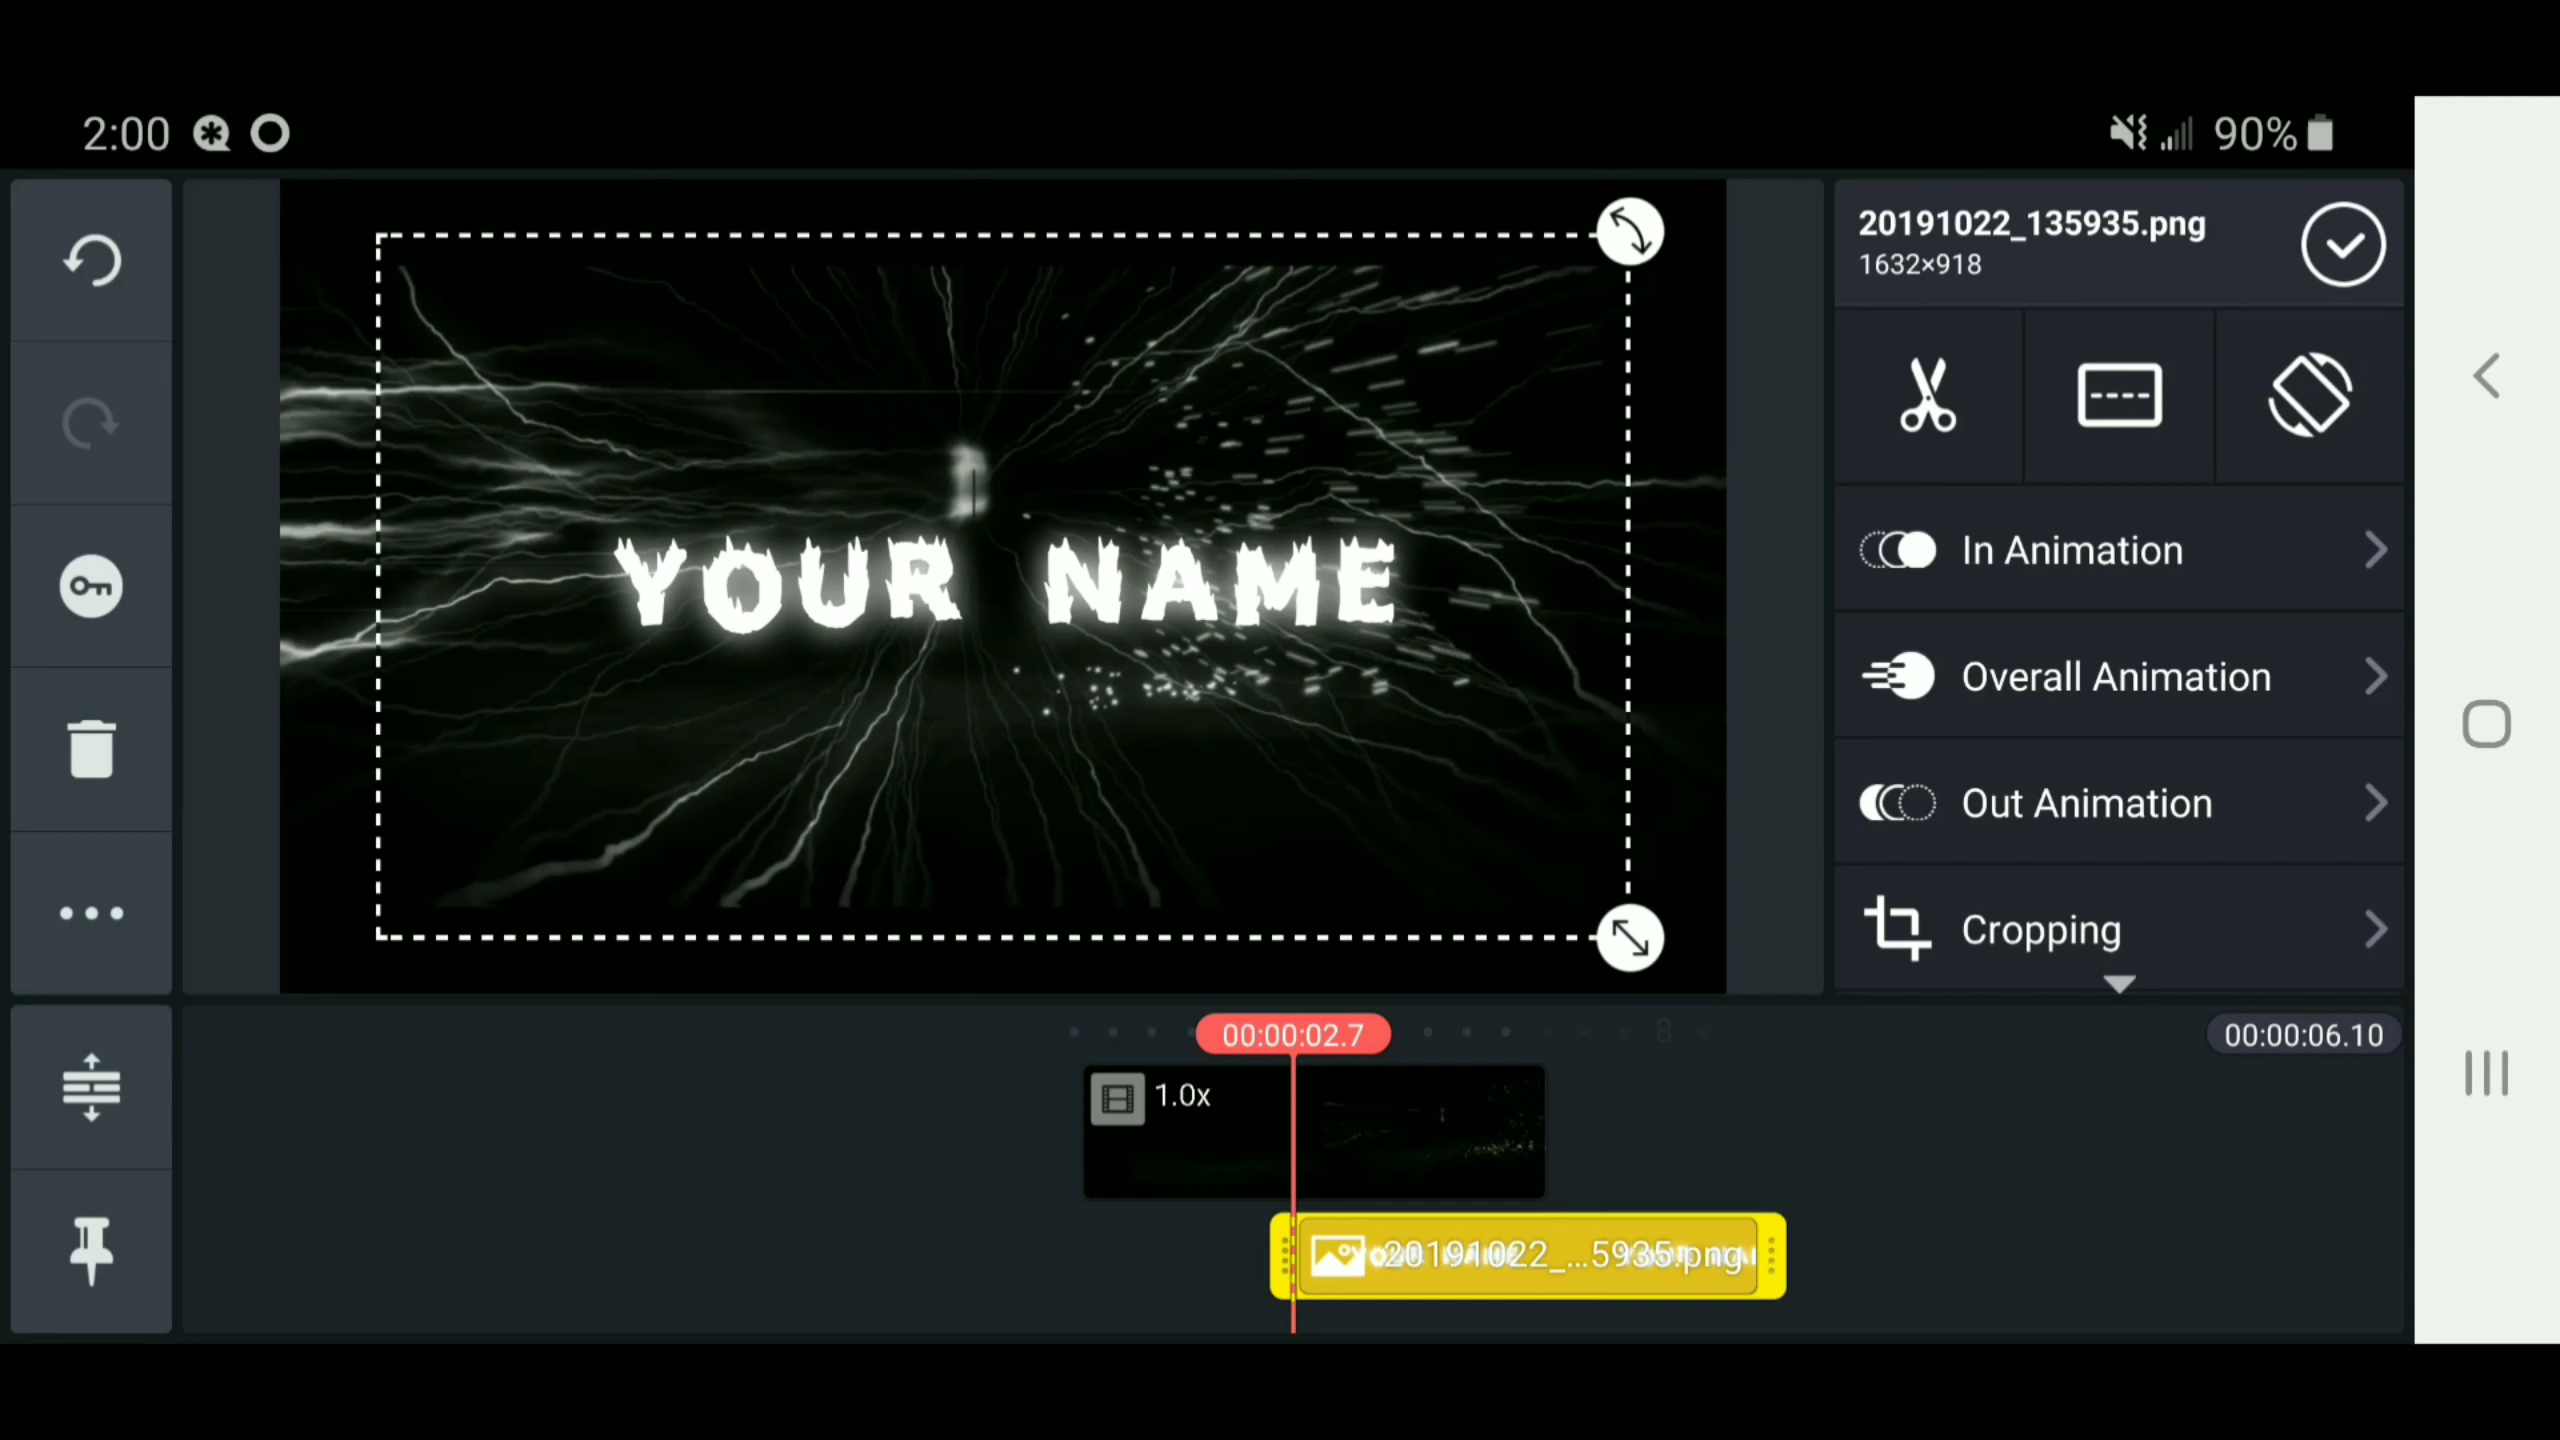 2:00
90%
20191022_135935.png
1632×918
YOUR NAME
In Animation
Overall Animation
Out Animation
Cropping
00:00:02.7
8
00:00:06.10
1.0x
20191022_...5935.png